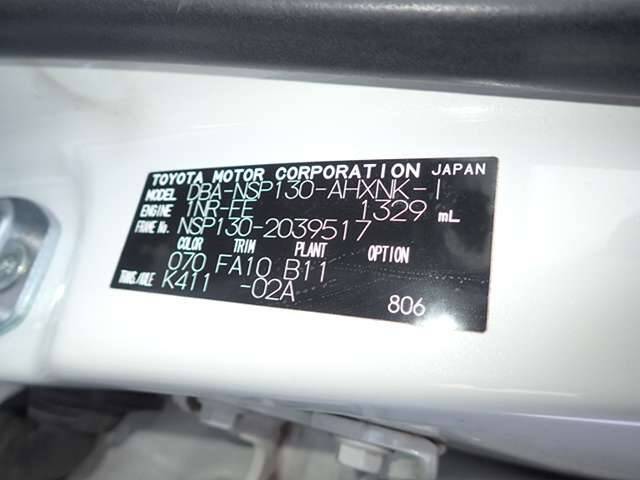 TOYOTA MOTOR CORPORATION JAPAN
MODEL DBA-NSP130-AHXNK-I
ENGINE 1NR-FE 1329 mL
FRAME No. NSP130-2039517
COLOR TRIM PLANT OPTION
070 FA10 B11
TRANS./AXLE K411 -02A
806